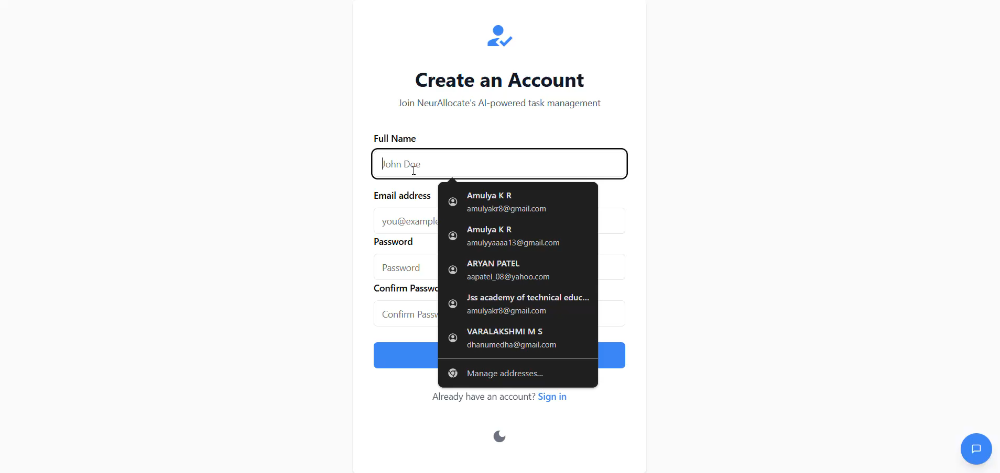 Create an Account
Join NeurAllocate's AI-powered task management
Full Name
John Doe
Email address
you@example
Password
Password
Confirm Passwo
Confirm Passw
Amulya K R
amulyakr8@gmail.com
Amulya K R
amulyyaaaa13@gmail.com
ARYAN PATEL
aapatel_08@yahoo.com
Jss academy of technical educ...
amulyakr8@gmail.com
VARALAKSHMI M S
dhanumedha@gmail.com
Manage addresses...
Already have an account? Sign in